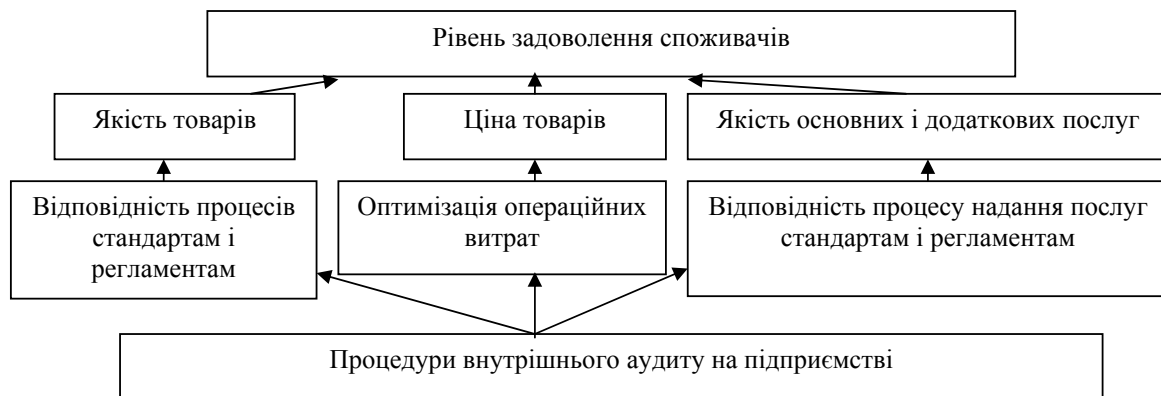 Рівень задоволення споживачів
Якість товарів
Ціна товарів
Якість основних і додаткових послуг
Відповідність процесів
стандартам і
регламентам
Оптимізація операційних
витрат
Відповідність процесу надання послуг
стандартам і регламентам
Процедури внутрішнього аудиту на підприємстві